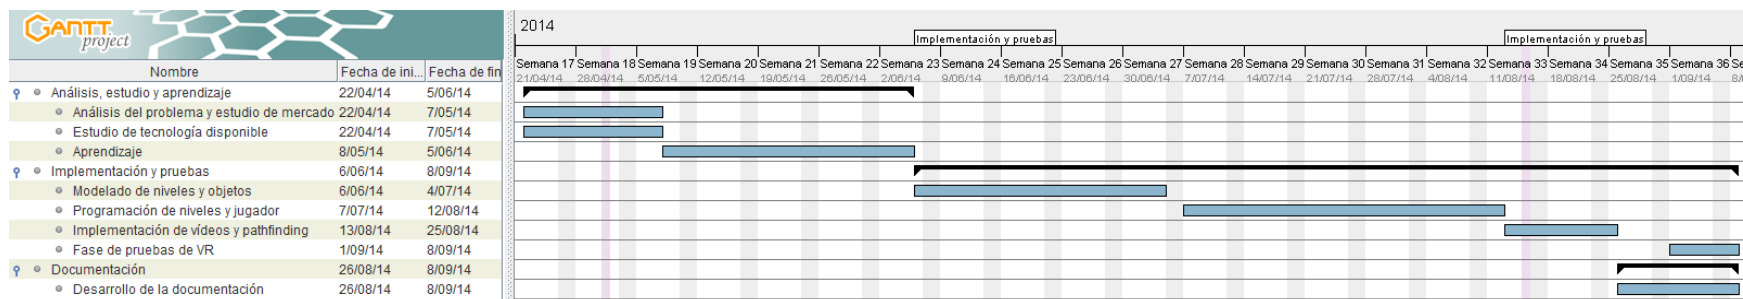 GANTT
project
2014
Implementación y pruebas Implementación y pruebas
Semana 17 Semana 18 Semana 19 Semana 20 Semana 21 Semana 22 Semana 23 Semana 24 Semana 25 Semana 26 Semana 27 Semana 28 Semana 29 Semana 30 Semana 31 Semana 32 Semana 33 Semana 34 Semana 35 Semana 36 Se
21/04/14 28/04/14 5/05/14 12/05/14 19/05/14 26/05/14 2/06/14 9/06/14 16/06/14 23/06/14 30/06/14 7/07/14 14/07/14 21/07/14 28/07/14 4/08/14 11/08/14 18/08/14 25/08/14 1/09/14 8/0
Nombre Fecha de ini... Fecha de fin
Análisis, estudio y aprendizaje 22/04/14 5/06/14
Análisis del problema y estudio de mercado 22/04/14 7/05/14
Estudio de tecnología disponible 22/04/14 7/05/14
Aprendizaje 8/05/14 5/06/14
Implementación y pruebas 6/06/14 8/09/14
Modelado de niveles y objetos 6/06/14 4/07/14
Programación de niveles y jugador 7/07/14 12/08/14
Implementación de vídeos y pathfinding 13/08/14 25/08/14
Fase de pruebas de VR 1/09/14 8/09/14
Documentación 26/08/14 8/09/14
Desarrollo de la documentación 26/08/14 8/09/14